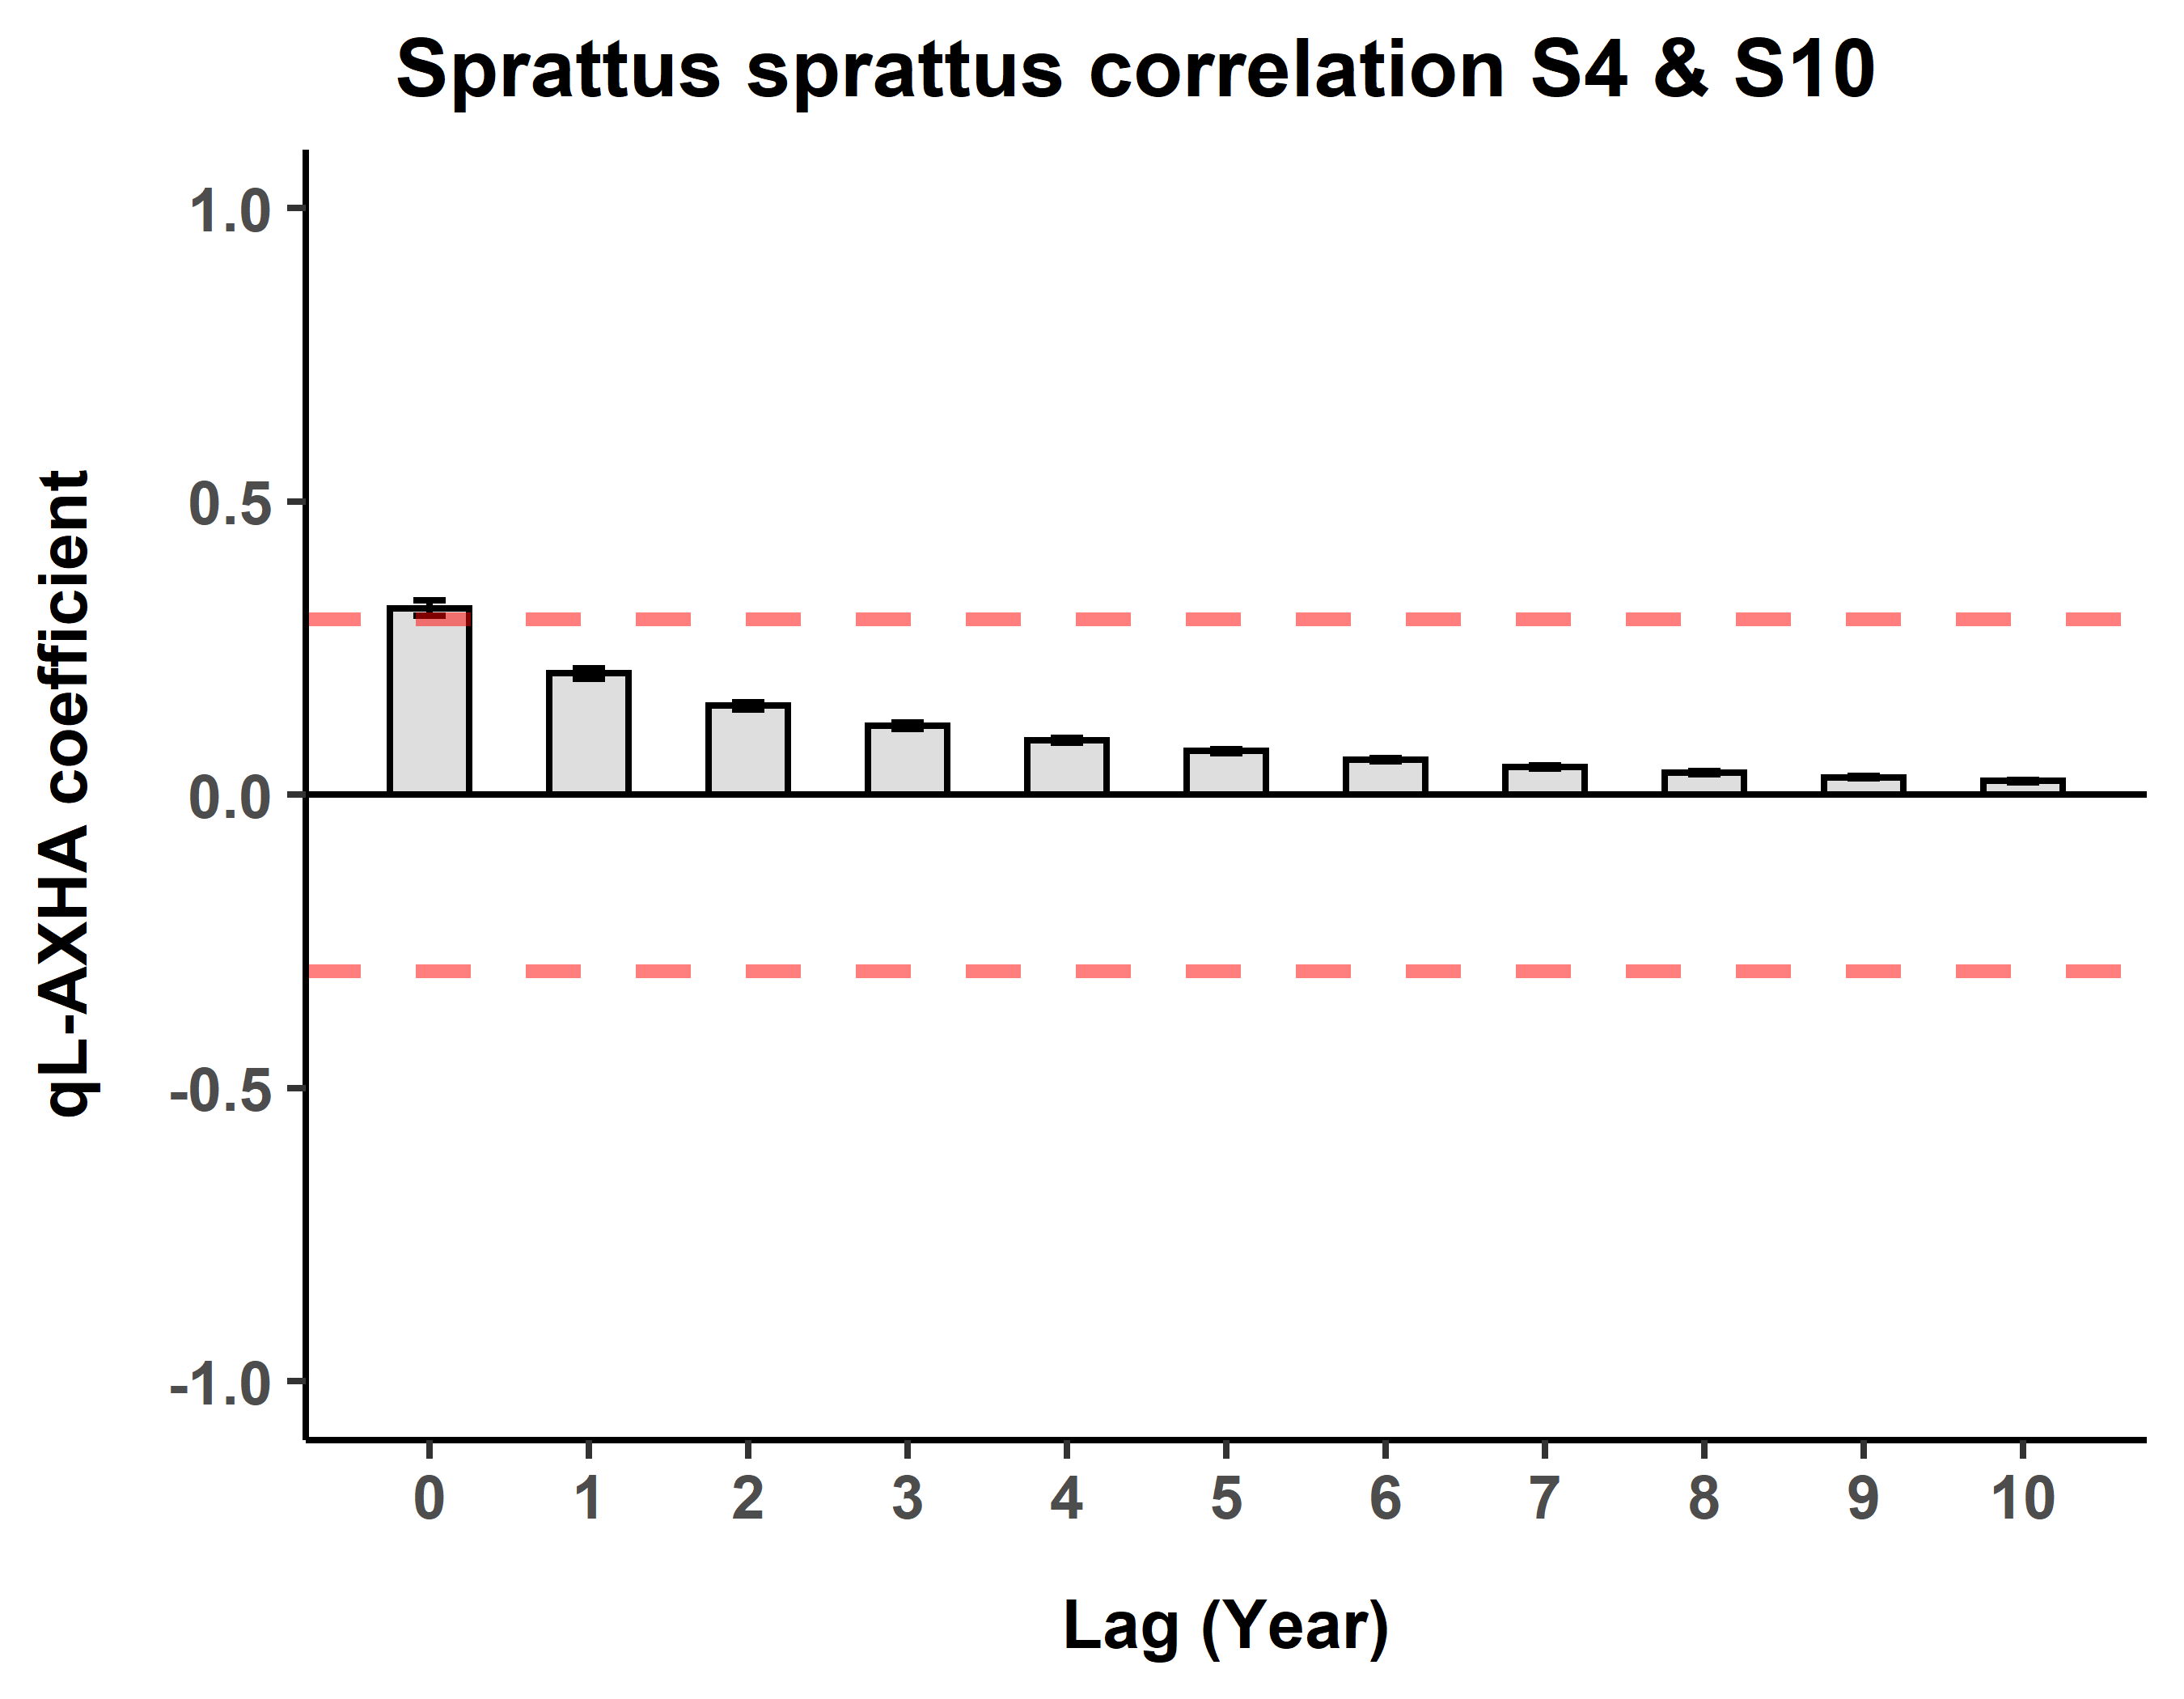 Sprattus sprattus correlation S4 & S10
qL-AXHA coefficient
1.0
0.5
0.0
-0.5
-1.0
0 1 2 3 4 5 6 7 8 9 10
Lag (Year)